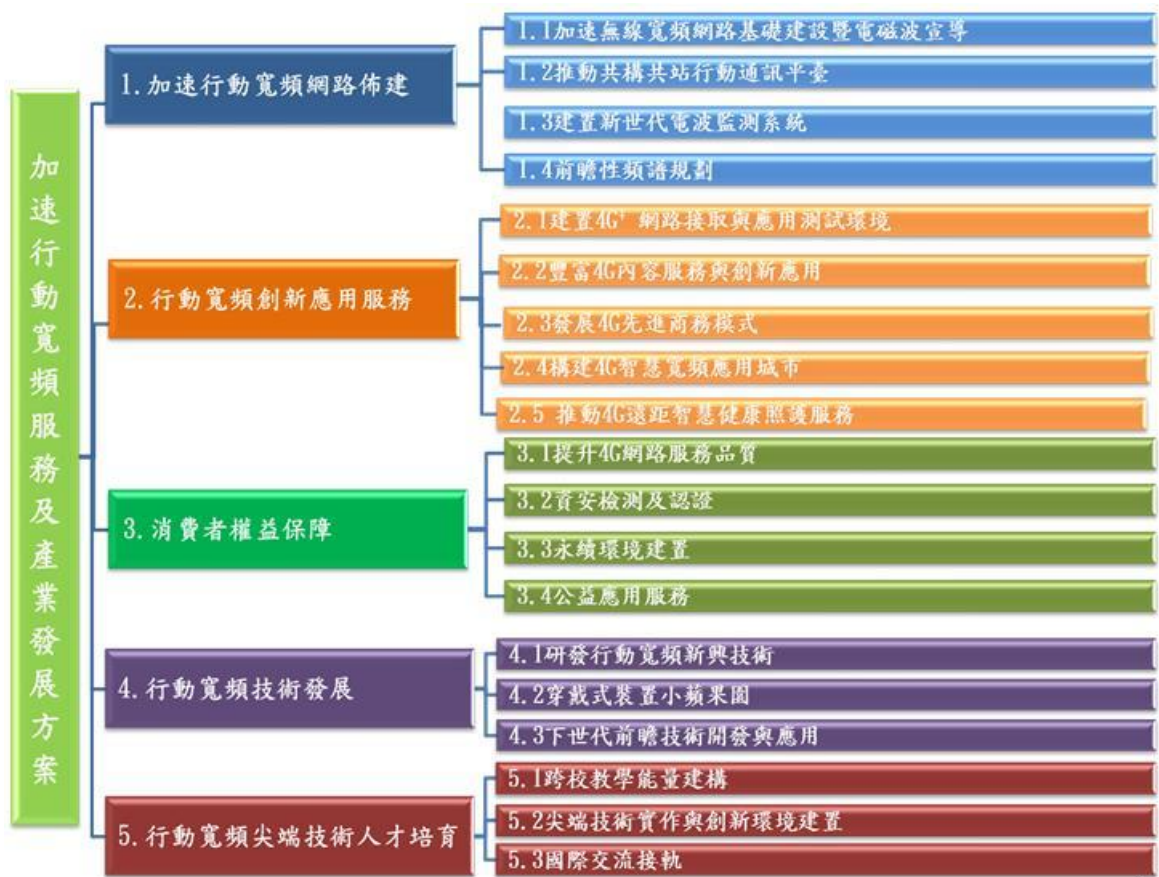 加速行動寬頻服務及產業發展方案
1.加速行動寬頻網路佈建
1.1加速無線寬頻網路基礎建設暨電磁波宣導
1.2推動共構共站行動通訊平臺
1.3建置新世代電波監測系統
1.4前瞻性頻譜規劃
2.行動寬頻創新應用服務
2.1建置4G⁺ 網路接取與應用測試環境
2.2豐富4G內容服務與創新應用
2.3發展4G先進商務模式
2.4構建4G智慧寬頻應用城市
2.5 推動4G遠距智慧健康照護服務
3.消費者權益保障
3.1提升4G網路服務品質
3.2資安檢測及認證
3.3永續環境建置
3.4公益應用服務
4.行動寬頻技術發展
4.1研發行動寬頻新興技術
4.2穿戴式裝置小蘋果園
4.3下世代前瞻技術開發與應用
5.行動寬頻尖端技術人才培育
5.1跨校教學能量建構
5.2尖端技術實作與創新環境建置
5.3國際交流接軌